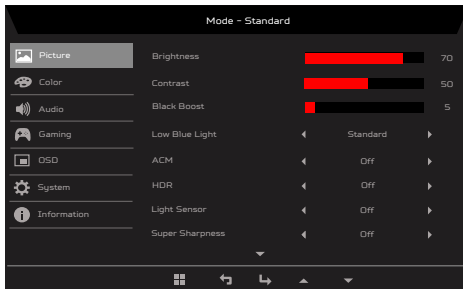 Mode - Standard
Picture
Color
Audio
Gaming
OSD
System
Information
Brightness 70
Contrast 50
Black Boost 5
Low Blue Light Standard
ACM Off
HDR Off
Light Sensor Off
Super Sharpness Off